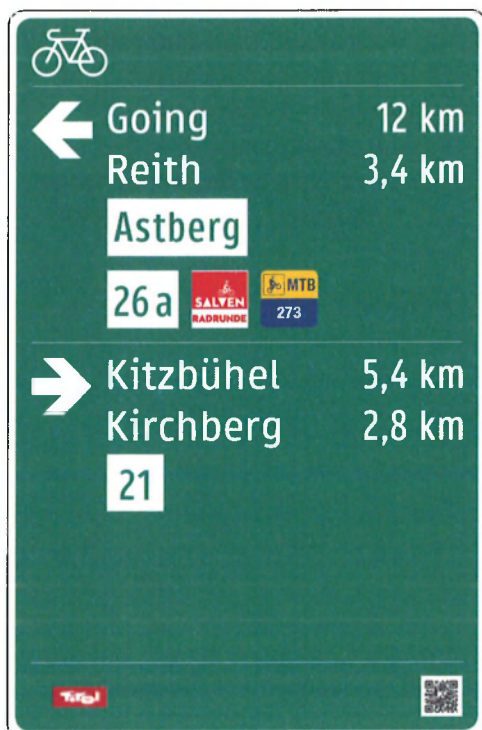 Going 12 km
Reith 3,4 km
Astberg
26 a SALVEN RADRUNDE MTB 273
Kitzbühel 5,4 km
Kirchberg 2,8 km
21
Tirol